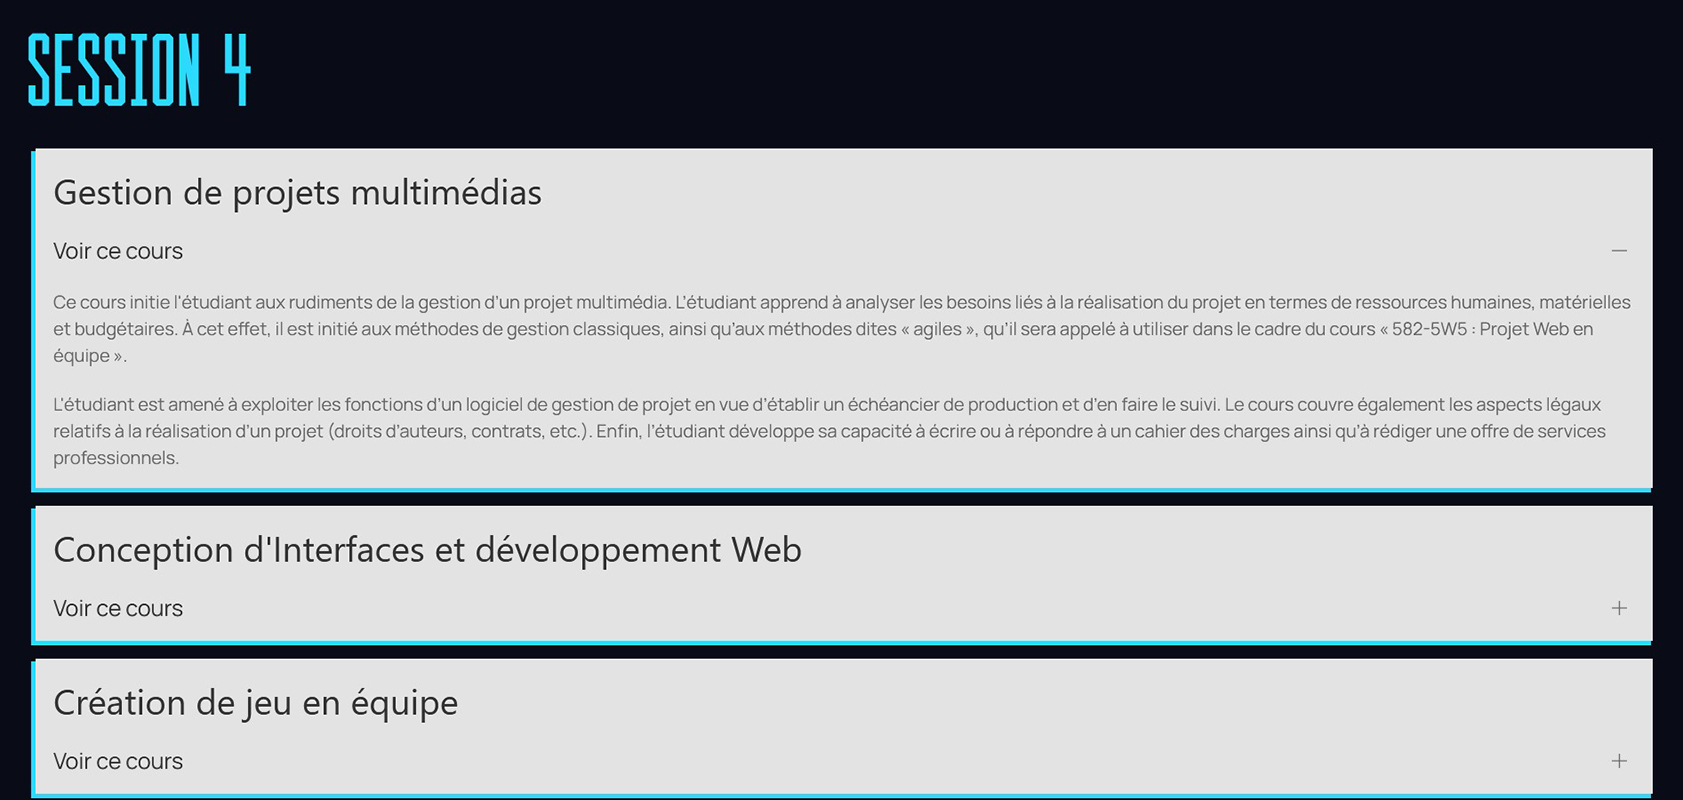 SESSION 4
Gestion de projets multimédias
Voir ce cours
Ce cours initie l'étudiant aux rudiments de la gestion d'un projet multimédia. L'étudiant apprend à analyser les besoins liés à la réalisation du projet en termes de ressources humaines, matérielles
et budgétaires. À cet effet, il est initié aux méthodes de gestion classiques, ainsi qu'aux méthodes dites « agiles », qu'il sera appelé à utiliser dans le cadre du cours « 582-5W5 : Projet Web en
équipe ».
L'étudiant est amené à exploiter les fonctions d'un logiciel de gestion de projet en vue d'établir un échéancier de production et d'en faire le suivi. Le cours couvre également les aspects légaux
relatifs à la réalisation d'un projet (droits d'auteurs, contrats, etc.). Enfin, l'étudiant développe sa capacité à écrire ou à répondre à un cahier des charges ainsi qu'à rédiger une offre de services
professionnels.
Conception d'Interfaces et développement Web
Voir ce cours
Création de jeu en équipe
Voir ce cours